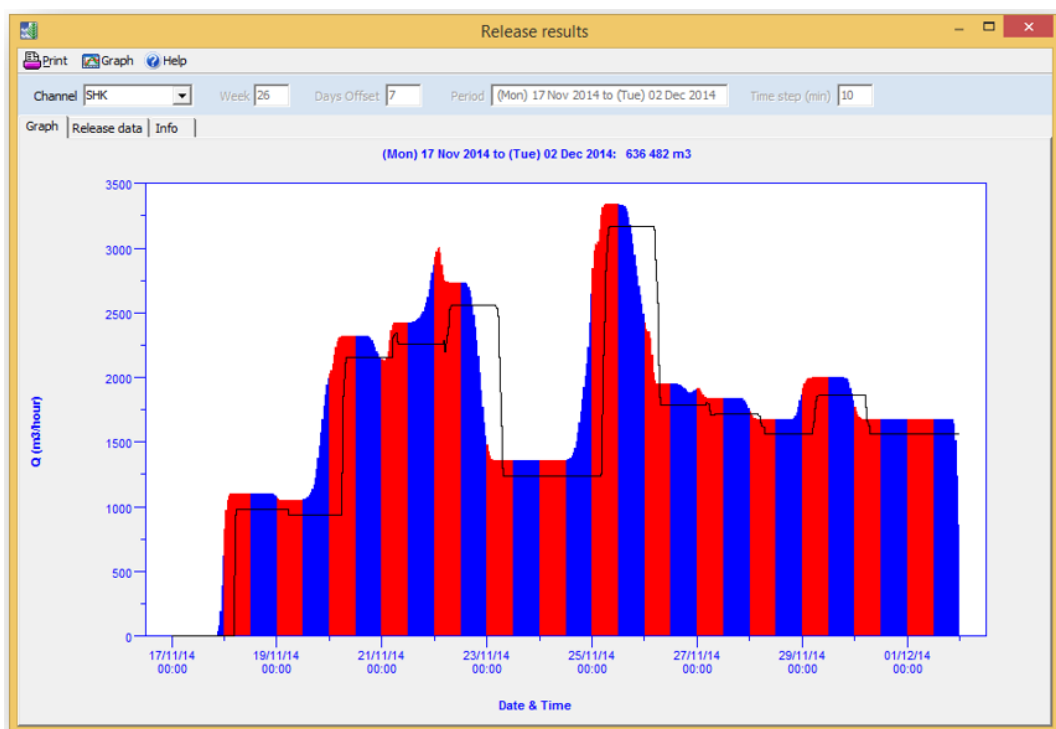 Release results
Print Graph Help
Channel SHK Week 26 Days Offset 7 Period (Mon) 17 Nov 2014 to (Tue) 02 Dec 2014 Time step (min) 10
Graph Release data Info
(Mon) 17 Nov 2014 to (Tue) 02 Dec 2014: 636 482 m3
3500
3000
2500
2000
1500
1000
500
0
Q (m3/hour)
17/11/14 19/11/14 21/11/14 23/11/14 25/11/14 27/11/14 29/11/14 01/12/14
00:00 00:00 00:00 00:00 00:00 00:00 00:00 00:00
Date & Time